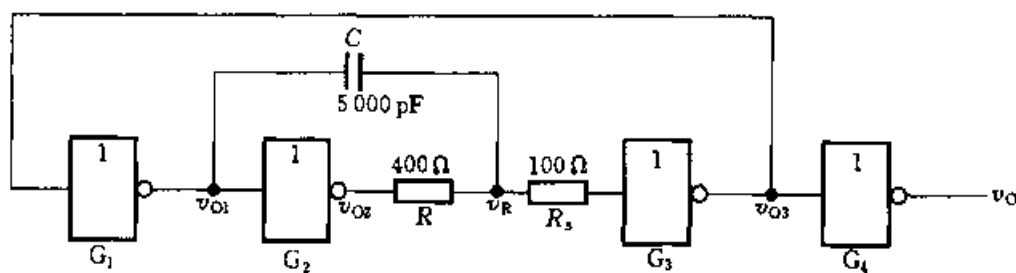 C
5 000 pF
1
1
400 Ω
100 Ω
1
1
v_O1
v_O2
R
v_R
R_s
v_O3
v_O
G_1
G_2
G_3
G_4